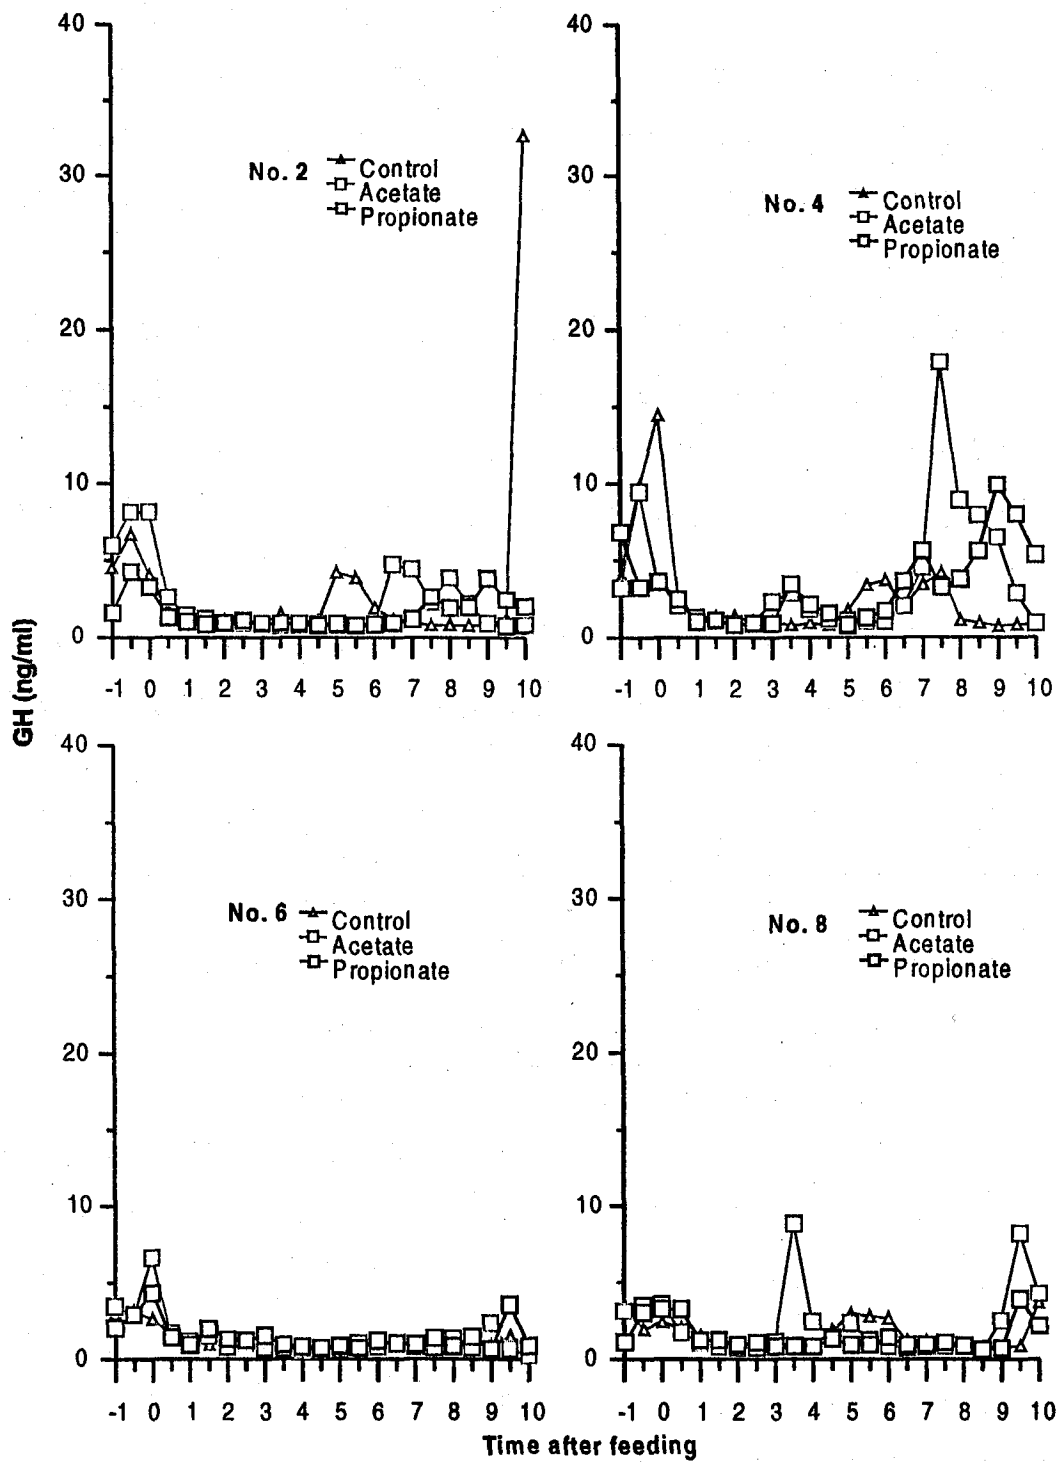 40
30
20
10
0
No. 2
Control
Acetate
Propionate
-1 0 1 2 3 4 5 6 7 8 9 10
40
30
20
10
0
No. 4
Control
Acetate
Propionate
-1 0 1 2 3 4 5 6 7 8 9 10
GH (ng/ml)
40
30
20
10
0
No. 6
Control
Acetate
Propionate
-1 0 1 2 3 4 5 6 7 8 9 10
40
30
20
10
0
No. 8
Control
Acetate
Propionate
-1 0 1 2 3 4 5 6 7 8 9 10
Time after feeding